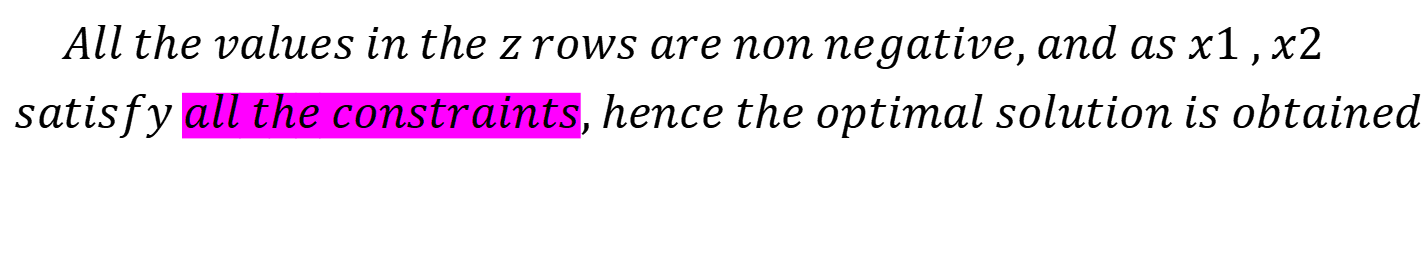 All the values in the z rows are non negative, and as x1 , x2
satisfy all the constraints, hence the optimal solution is obtained